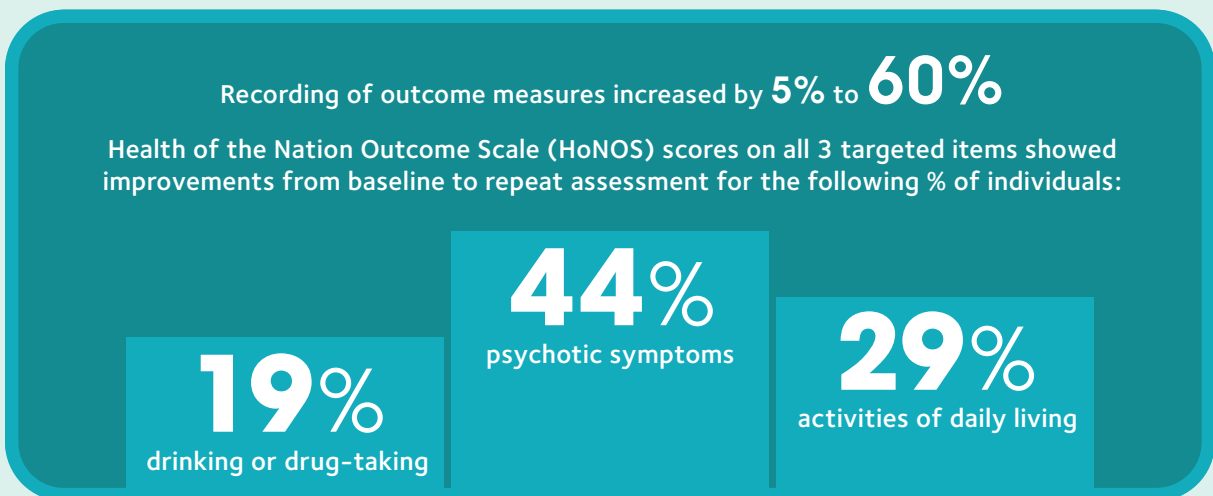 Recording of outcome measures increased by 5% to 60%
Health of the Nation Outcome Scale (HoNOS) scores on all 3 targeted items showed
improvements from baseline to repeat assessment for the following % of individuals:
19%
drinking or drug-taking
44%
psychotic symptoms
29%
activities of daily living